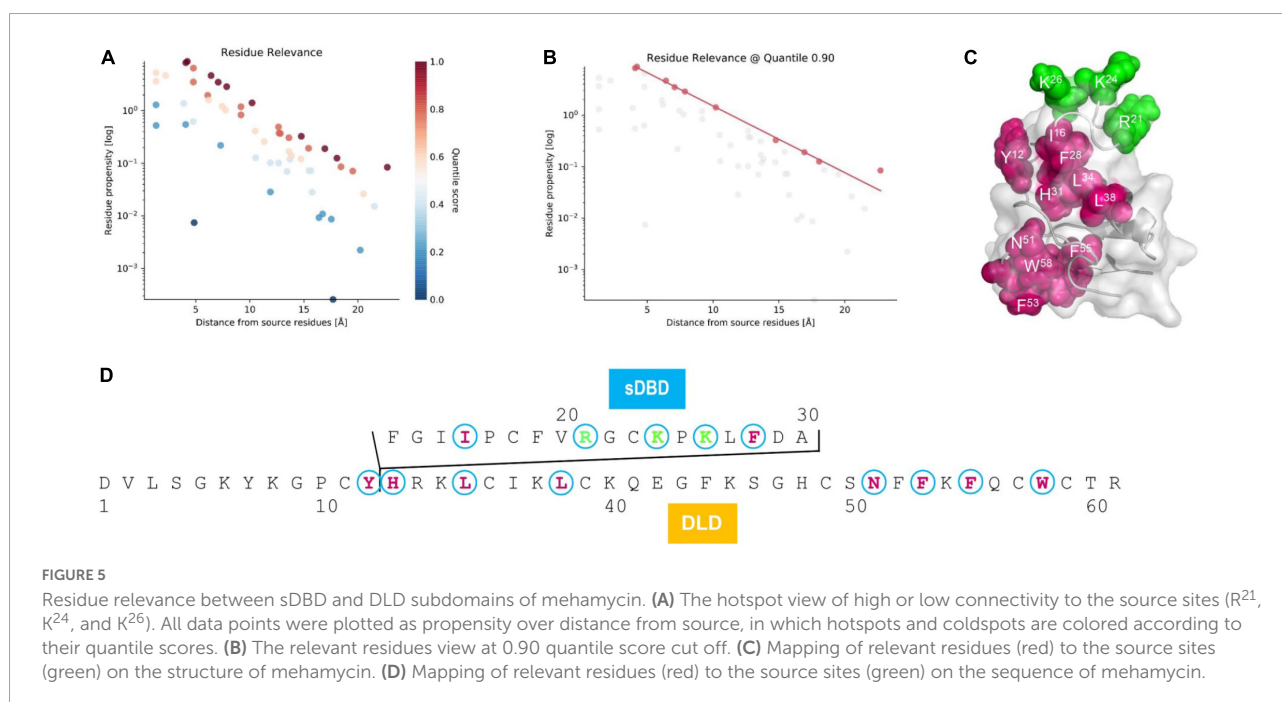 A
Residue Relevance
Residue propensity [log]
10⁰
10⁻¹
10⁻²
10⁻³
5 10 15 20
Distance from source residues [Å]
1.0
0.8
0.6
0.4
0.2
0.0
Quantile score
B
Residue Relevance @ Quantile 0.90
Residue propensity [log]
10⁰
10⁻¹
10⁻²
10⁻³
5 10 15 20
Distance from source residues [Å]
C
K²⁶ K²⁴
R²¹
I¹⁶
Y¹² F²⁸
L³⁴
H³¹ L³⁸
N⁵¹ F⁵⁵
W⁵⁸
F⁵³
D
sDBD
20 30
F G I I P C F V R G C K P K L F D A
D V L S G K Y K G P C Y H R K L C I K L C K Q E G F K S G H C S N F F K F Q C W C T R
1 10 40 50 60
DLD
FIGURE 5
Residue relevance between sDBD and DLD subdomains of mehamycin. (A) The hotspot view of high or low connectivity to the source sites (R²¹,
K²⁴, and K²⁶). All data points were plotted as propensity over distance from source, in which hotspots and coldspots are colored according to
their quantile scores. (B) The relevant residues view at 0.90 quantile score cut off. (C) Mapping of relevant residues (red) to the source sites
(green) on the structure of mehamycin. (D) Mapping of relevant residues (red) to the source sites (green) on the sequence of mehamycin.